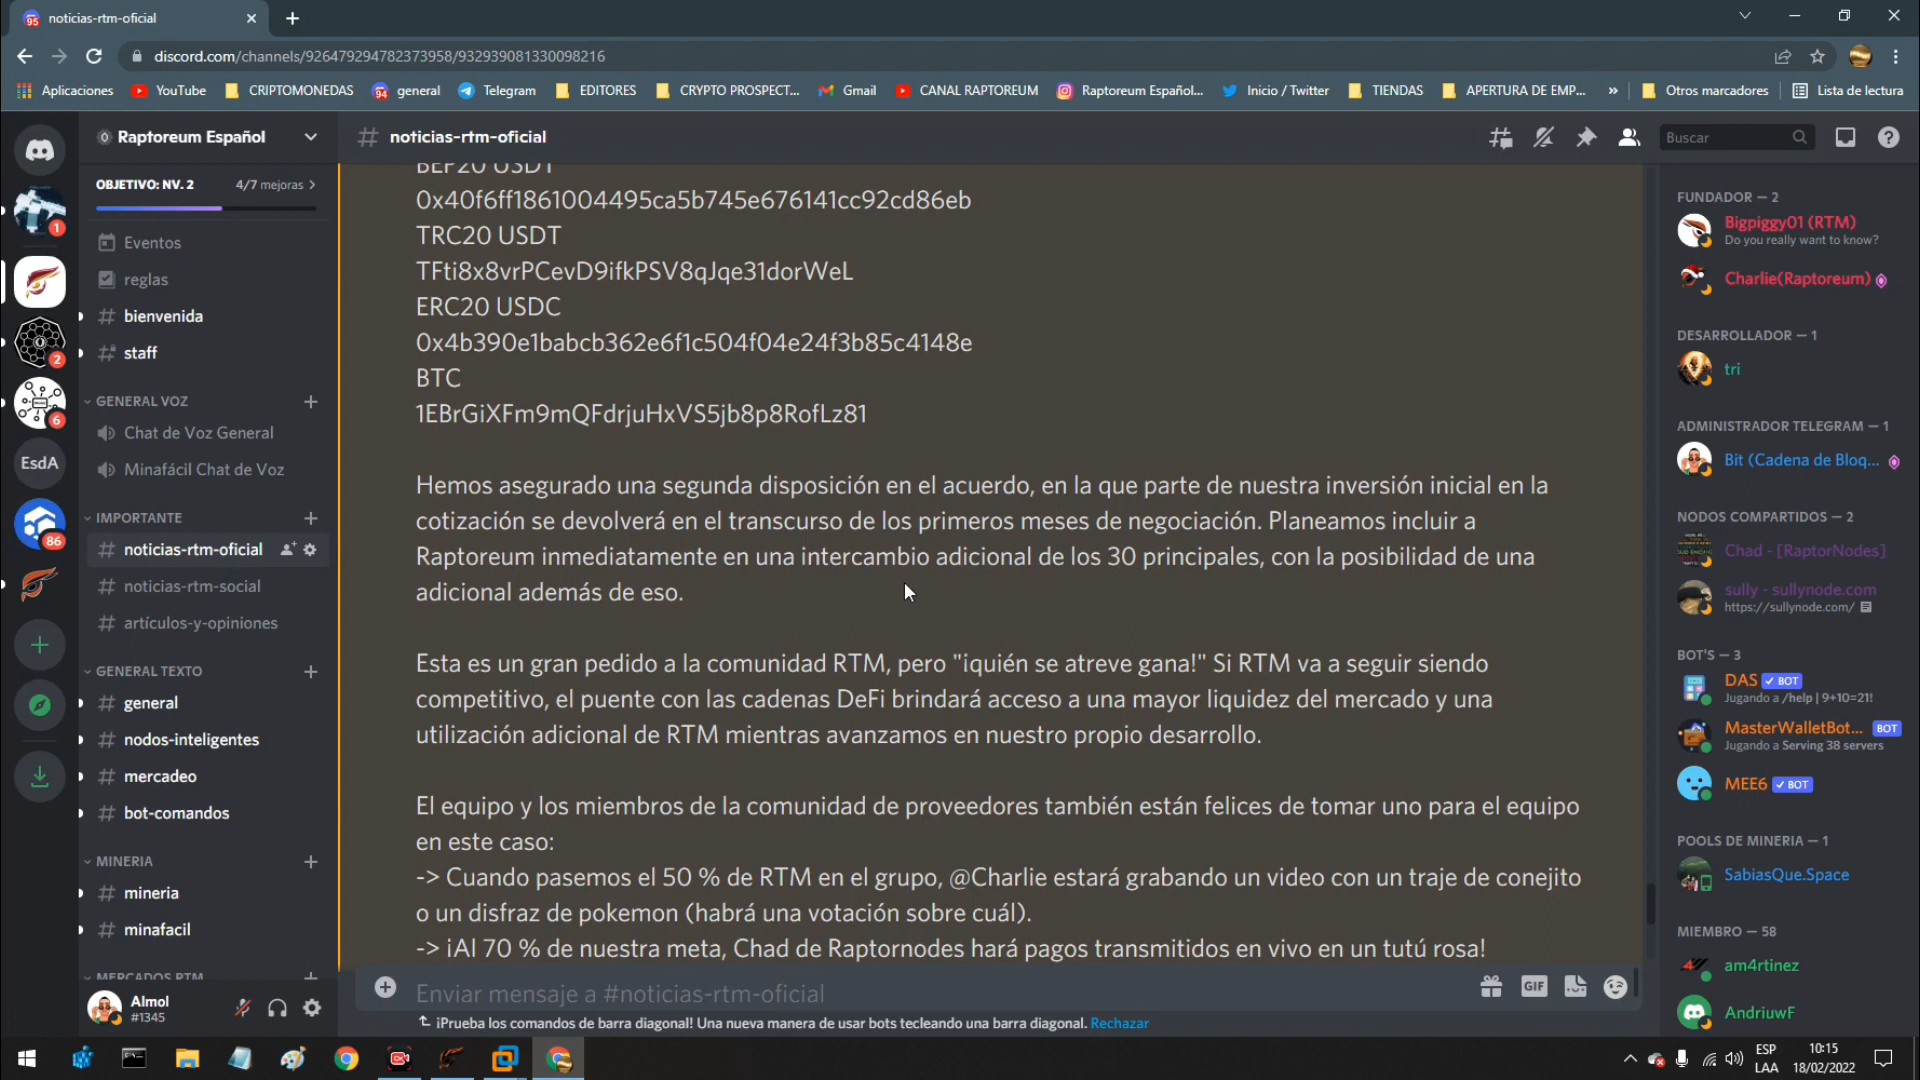 95 noticias-rtm-oficial
discord.com/channels/926479294782373958/932939081330098216
Aplicaciones YouTube CRIPTOMONEDAS 94 general Telegram EDITORES CRYPTO PROSPECT... Gmail CANAL RAPTOREUM Raptoreum Español... Inicio / Twitter TIENDAS APERTURA DE EMP... » Otros marcadores Lista de lectura
Raptoreum Español
# noticias-rtm-oficial
Buscar
OBJETIVO: NV. 2 4/7 mejoras >
Eventos
reglas
bienvenida
staff
GENERAL VOZ
Chat de Voz General
Minafácil Chat de Voz
IMPORTANTE
noticias-rtm-oficial
noticias-rtm-social
artículos-y-opiniones
GENERAL TEXTO
general
nodos-inteligentes
mercadeo
bot-comandos
MINERIA
mineria
minafacil
MERCADOS RTM
1
2
6
EsdA
86
Almol
#1345
BEP20 USDT
0x40f6ff1861004495ca5b745e676141cc92cd86eb
TRC20 USDT
TFti8x8vrPCevD9ifkPSV8qJqe31dorWeL
ERC20 USDC
0x4b390e1babcb362e6f1c504f04e24f3b85c4148e
BTC
1EBrGiXFm9mQFdrjuHxVS5jb8p8RofLz81
Hemos asegurado una segunda disposición en el acuerdo, en la que parte de nuestra inversión inicial en la
cotización se devolverá en el transcurso de los primeros meses de negociación. Planeamos incluir a
Raptoreum inmediatamente en una intercambio adicional de los 30 principales, con la posibilidad de una
adicional además de eso.
Esta es un gran pedido a la comunidad RTM, pero "¡quién se atreve gana!" Si RTM va a seguir siendo
competitivo, el puente con las cadenas DeFi brindará acceso a una mayor liquidez del mercado y una
utilización adicional de RTM mientras avanzamos en nuestro propio desarrollo.
El equipo y los miembros de la comunidad de proveedores también están felices de tomar uno para el equipo
en este caso:
-> Cuando pasemos el 50 % de RTM en el grupo, @Charlie estará grabando un video con un traje de conejito
o un disfraz de pokemon (habrá una votación sobre cuál).
-> ¡Al 70 % de nuestra meta, Chad de Raptornodes hará pagos transmitidos en vivo en un tutú rosa!
Enviar mensaje a #noticias-rtm-oficial
GIF
¡Prueba los comandos de barra diagonal! Una nueva manera de usar bots tecleando una barra diagonal. Rechazar
FUNDADOR — 2
Bigpiggy01 (RTM)
Do you really want to know?
Charlie(Raptoreum)
DESARROLLADOR — 1
tri
ADMINISTRADOR TELEGRAM — 1
Bit (Cadena de Bloq...
NODOS COMPARTIDOS — 2
Chad - [RaptorNodes]
sully - sullynode.com
https://sullynode.com/
BOT'S — 3
DAS BOT
Jugando a /help | 9+10=21!
MasterWalletBot... BOT
Jugando a Serving 38 servers
MEE6 BOT
POOLS DE MINERIA — 1
SabiasQue.Space
MIEMBRO — 58
am4rtinez
AndriuwF
ESP
LAA
10:15
18/02/2022